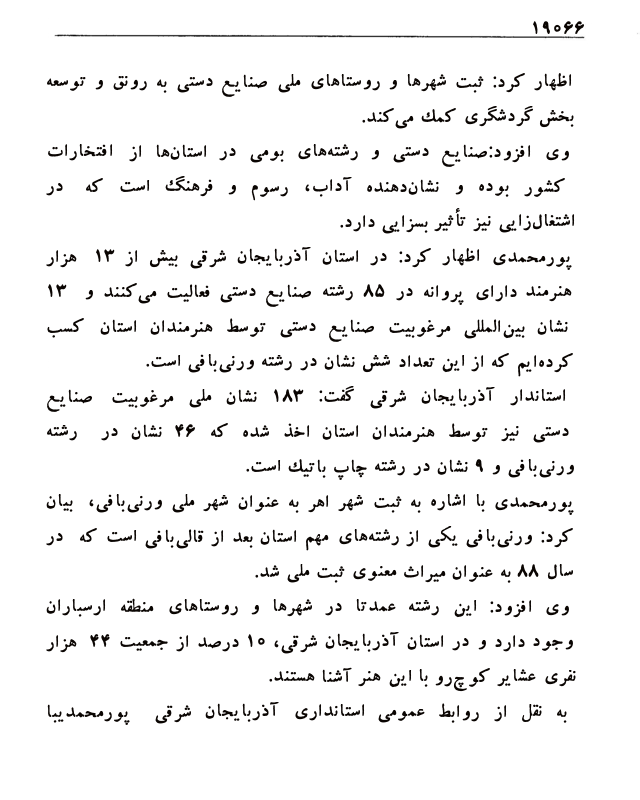 ۱۹۰۶۶
اظهار کرد: ثبت شهرها و روستاهای ملی صنایع دستی به رونق و توسعه
بخش گردشگری کمك می‌کند.
وی افزود:صنایع دستی و رشته‌های بومی در استان‌ها از افتخارات
کشور بوده و نشان‌دهنده آداب، رسوم و فرهنگ است که در
اشتغال‌زایی نیز تأثیر بسزایی دارد.
پورمحمدی اظهار کرد: در استان آذربایجان شرقی بیش از ۱۳ هزار
هنرمند دارای پروانه در ۸۵ رشته صنایع دستی فعالیت می‌کنند و ۱۳
نشان بین‌المللی مرغوبیت صنایع دستی توسط هنرمندان استان کسب
کرده‌ایم که از این تعداد شش نشان در رشته ورنی‌بافی است.
استاندار آذربایجان شرقی گفت: ۱۸۳ نشان ملی مرغوبیت صنایع
دستی نیز توسط هنرمندان استان اخذ شده که ۴۶ نشان در رشته
ورنی‌بافی و ۹ نشان در رشته چاپ باتیك است.
پورمحمدی با اشاره به ثبت شهر اهر به عنوان شهر ملی ورنی‌بافی، بیان
کرد: ورنی‌بافی یکی از رشته‌های مهم استان بعد از قالی‌بافی است که در
سال ۸۸ به عنوان میراث معنوی ثبت ملی شد.
وی افزود: این رشته عمدتا در شهرها و روستاهای منطقه ارسباران
وجود دارد و در استان آذربایجان شرقی، ۱۰ درصد از جمعیت ۴۴ هزار
نفری عشایر کوچ‌رو با این هنر آشنا هستند.
به نقل از روابط عمومی استانداری آذربایجان شرقی پورمحمدیبا